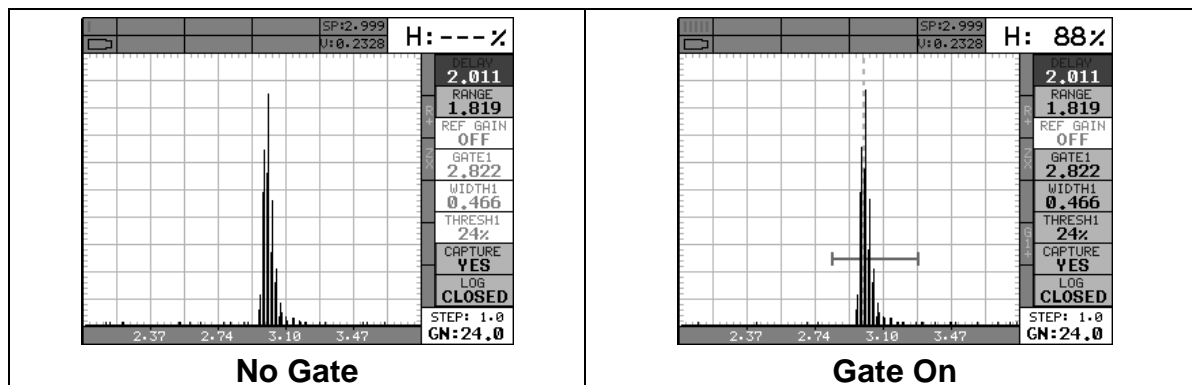 SP:2.999
V:0.2328
H:---%
DELAY
2.011
RANGE
1.819
REF GAIN
OFF
GATE1
2.822
WIDTH1
0.466
THRESH1
24%
CAPTURE
YES
LOG
CLOSED
STEP: 1.0
GN:24.0
R+
ZX
2.37 2.74 3.10 3.47
No Gate
SP:2.999
V:0.2328
H: 88%
DELAY
2.011
RANGE
1.819
REF GAIN
OFF
GATE1
2.822
WIDTH1
0.466
THRESH1
24%
CAPTURE
YES
LOG
CLOSED
STEP: 1.0
GN:24.0
R+
ZX
G1+
2.37 2.74 3.10 3.47
Gate On